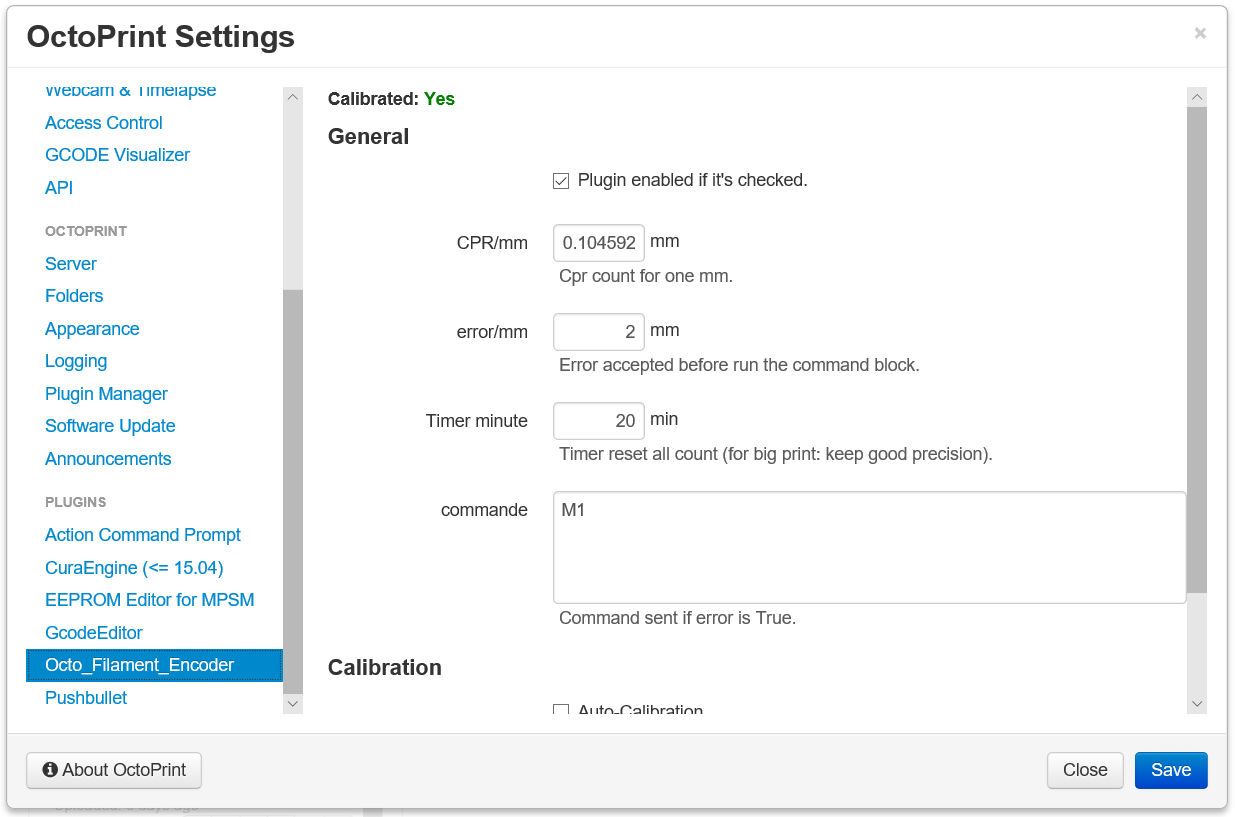 OctoPrint Settings
×
Webcam & Timelapse
Access Control
GCODE Visualizer
API
OCTOPRINT
Server
Folders
Appearance
Logging
Plugin Manager
Software Update
Announcements
PLUGINS
Action Command Prompt
CuraEngine (<= 15.04)
EEPROM Editor for MPSM
GcodeEditor
Octo_Filament_Encoder
Pushbullet
Calibrated: Yes
General
Plugin enabled if it's checked.
CPR/mm 0.104592 mm
Cpr count for one mm.
error/mm 2 mm
Error accepted before run the command block.
Timer minute 20 min
Timer reset all count (for big print: keep good precision).
commande M1
Command sent if error is True.
Calibration
Auto-Calibration
About OctoPrint
Close
Save